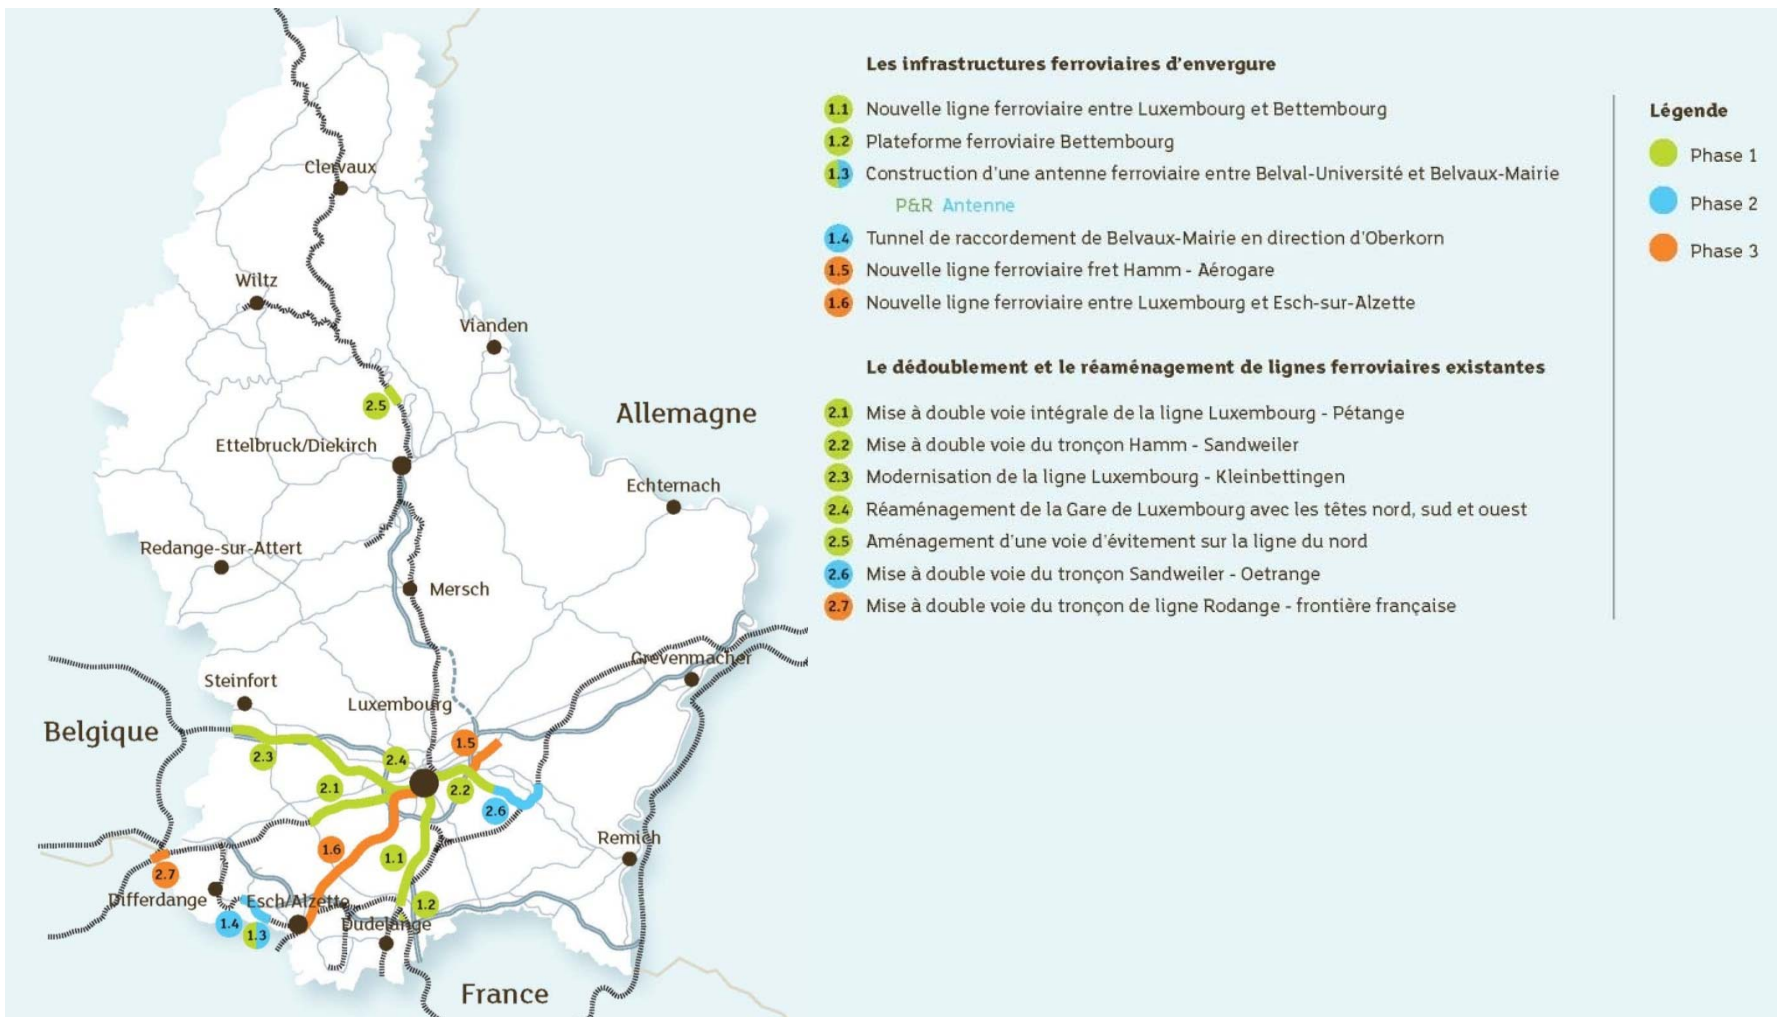 Les infrastructures ferroviaires d'envergure
1.1 Nouvelle ligne ferroviaire entre Luxembourg et Bettembourg
1.2 Plateforme ferroviaire Bettembourg
1.3 Construction d'une antenne ferroviaire entre Belval-Université et Belvaux-Mairie
P&R Antenne
1.4 Tunnel de raccordement de Belvaux-Mairie en direction d'Oberkorn
1.5 Nouvelle ligne ferroviaire fret Hamm - Aérogare
1.6 Nouvelle ligne ferroviaire entre Luxembourg et Esch-sur-Alzette
Le dédoublement et le réaménagement de lignes ferroviaires existantes
2.1 Mise à double voie intégrale de la ligne Luxembourg - Pétange
2.2 Mise à double voie du tronçon Hamm - Sandweiler
2.3 Modernisation de la ligne Luxembourg - Kleinbettingen
2.4 Réaménagement de la Gare de Luxembourg avec les têtes nord, sud et ouest
2.5 Aménagement d'une voie d'évitement sur la ligne du nord
2.6 Mise à double voie du tronçon Sandweiler - Oetrange
2.7 Mise à double voie du tronçon de ligne Rodange - frontière française
Légende
Phase 1
Phase 2
Phase 3
Clervaux
Wiltz
Vianden
2.5
Allemagne
Ettelbruck/Diekirch
Echternach
Redange-sur-Attert
Mersch
Grevenmacher
Steinfort
Luxembourg
Belgique
1.5
2.3
2.4
2.1
2.2
2.6
Remich
1.6
1.1
2.7
Differdange
Esch/Alzette
1.2
1.4
1.3
Dudelange
France